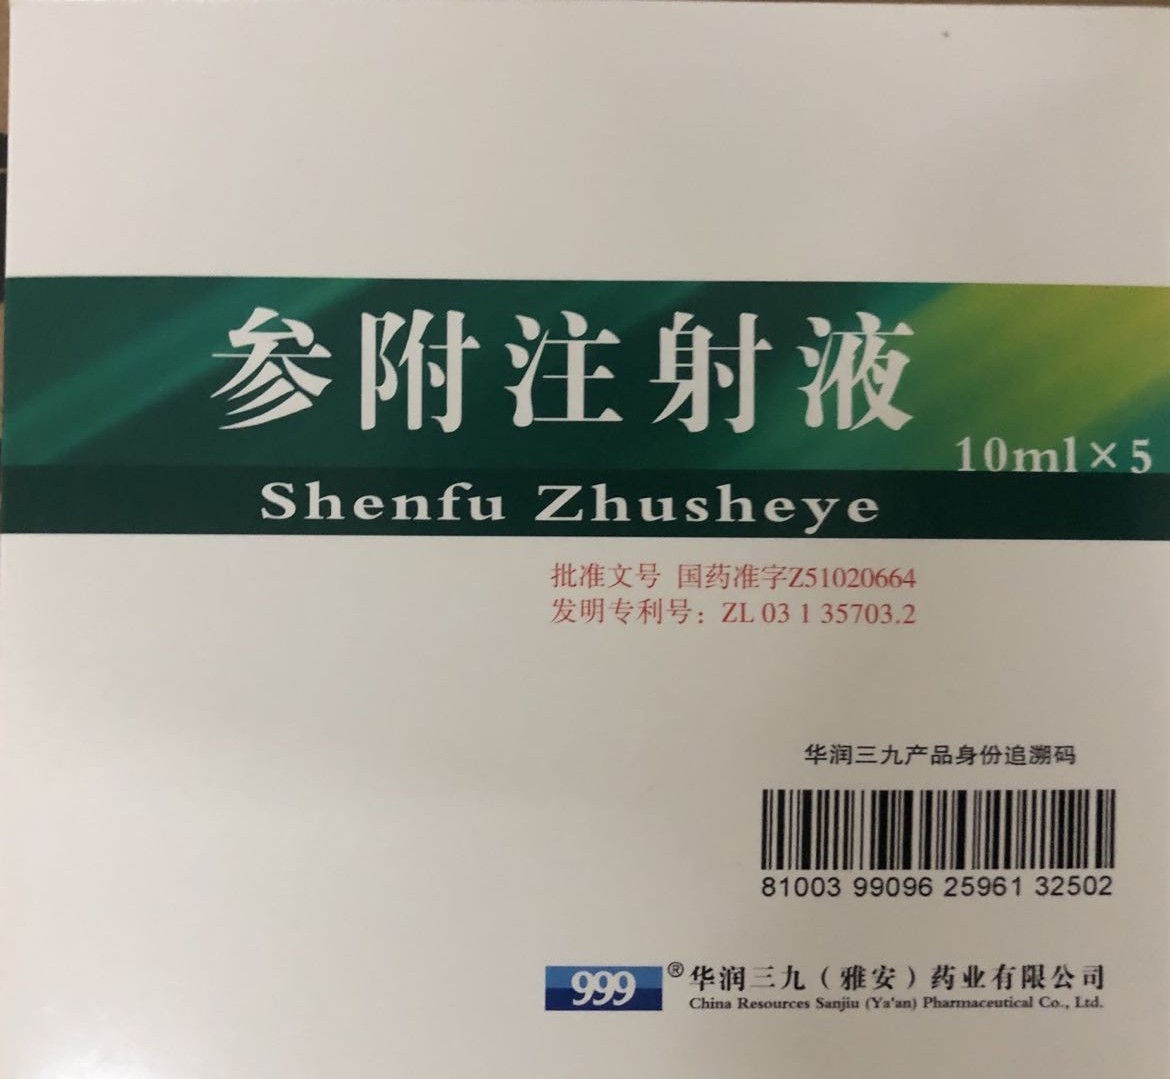 参附注射液
10ml×5
Shenfu Zhusheye
批准文号 国药准字Z51020664
发明专利号：ZL 03 1 35703.2
华润三九产品身份追溯码
81003 99096 25961 32502
999® 华润三九（雅安）药业有限公司
China Resources Sanjiu (Ya'an) Pharmaceutical Co., Ltd.